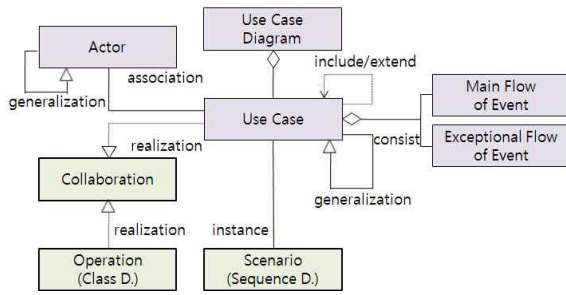 Use Case
Diagram
Actor
association
include/extend
generalization
Main Flow
of Event
Use Case
consist
Exceptional Flow
of Event
realization
Collaboration
generalization
realization
instance
Operation
(Class D.)
Scenario
(Sequence D.)